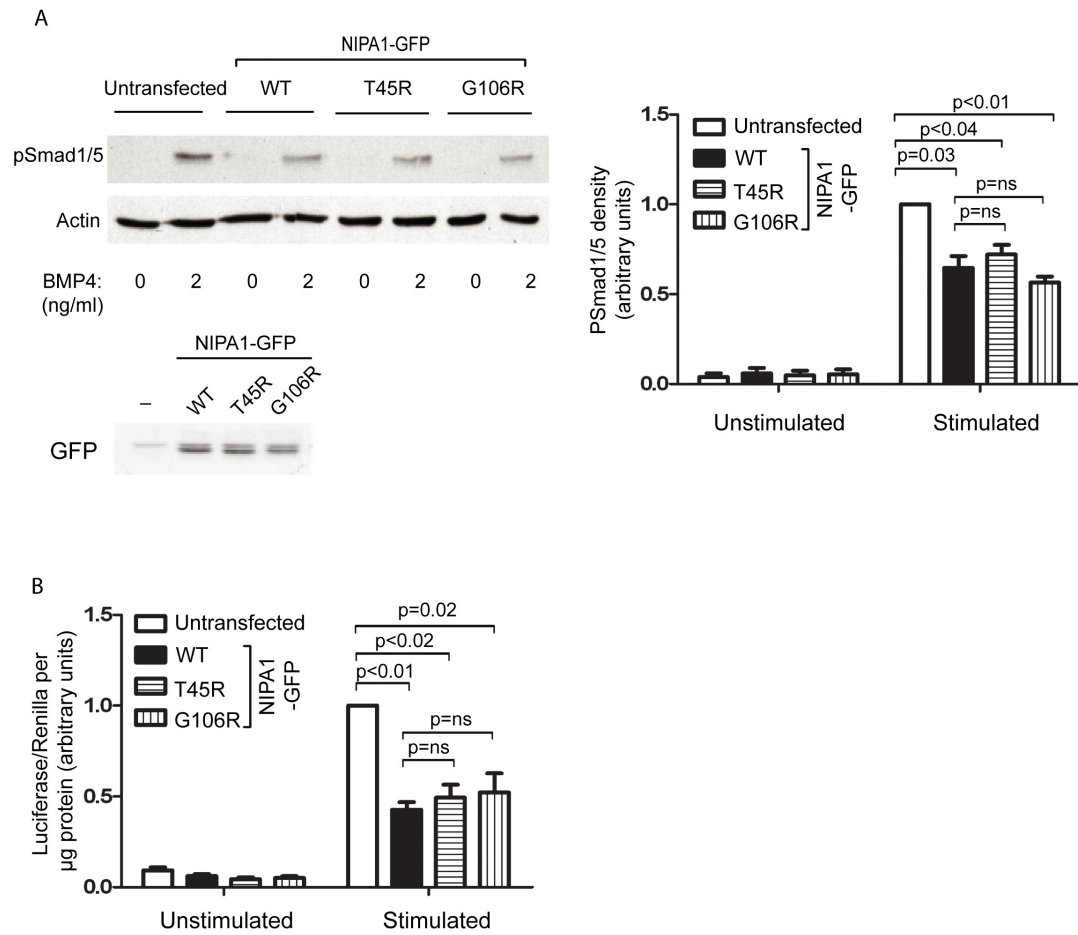 A
NIPA1-GFP
Untransfected WT T45R G106R
pSmad1/5
Actin
BMP4: 0 2 0 2 0 2 0 2
(ng/ml)
NIPA1-GFP
– WT T45R G106R
GFP
PSmad1/5 density
(arbitrary units)
1.5
1.0
0.5
0.0
Untransfected
WT
T45R
G106R
NIPA1
-GFP
p<0.01
p<0.04
p=0.03
p=ns
p=ns
Unstimulated Stimulated
B
Luciferase/Renilla per
µg protein (arbitrary units)
1.5
1.0
0.5
0.0
Untransfected
WT
T45R
G106R
NIPA1
-GFP
p=0.02
p<0.02
p<0.01
p=ns
p=ns
Unstimulated Stimulated